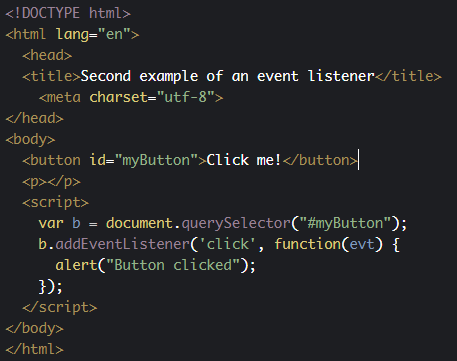 <!DOCTYPE html>
<html lang="en">
  <head>
  <title>Second example of an event listener</title>
    <meta charset="utf-8">
</head>
<body>
  <button id="myButton">Click me!</button>
  <p></p>
  <script>
    var b = document.querySelector("#myButton");
    b.addEventListener('click', function(evt) {
      alert("Button clicked");
    });
  </script>
</body>
</html>